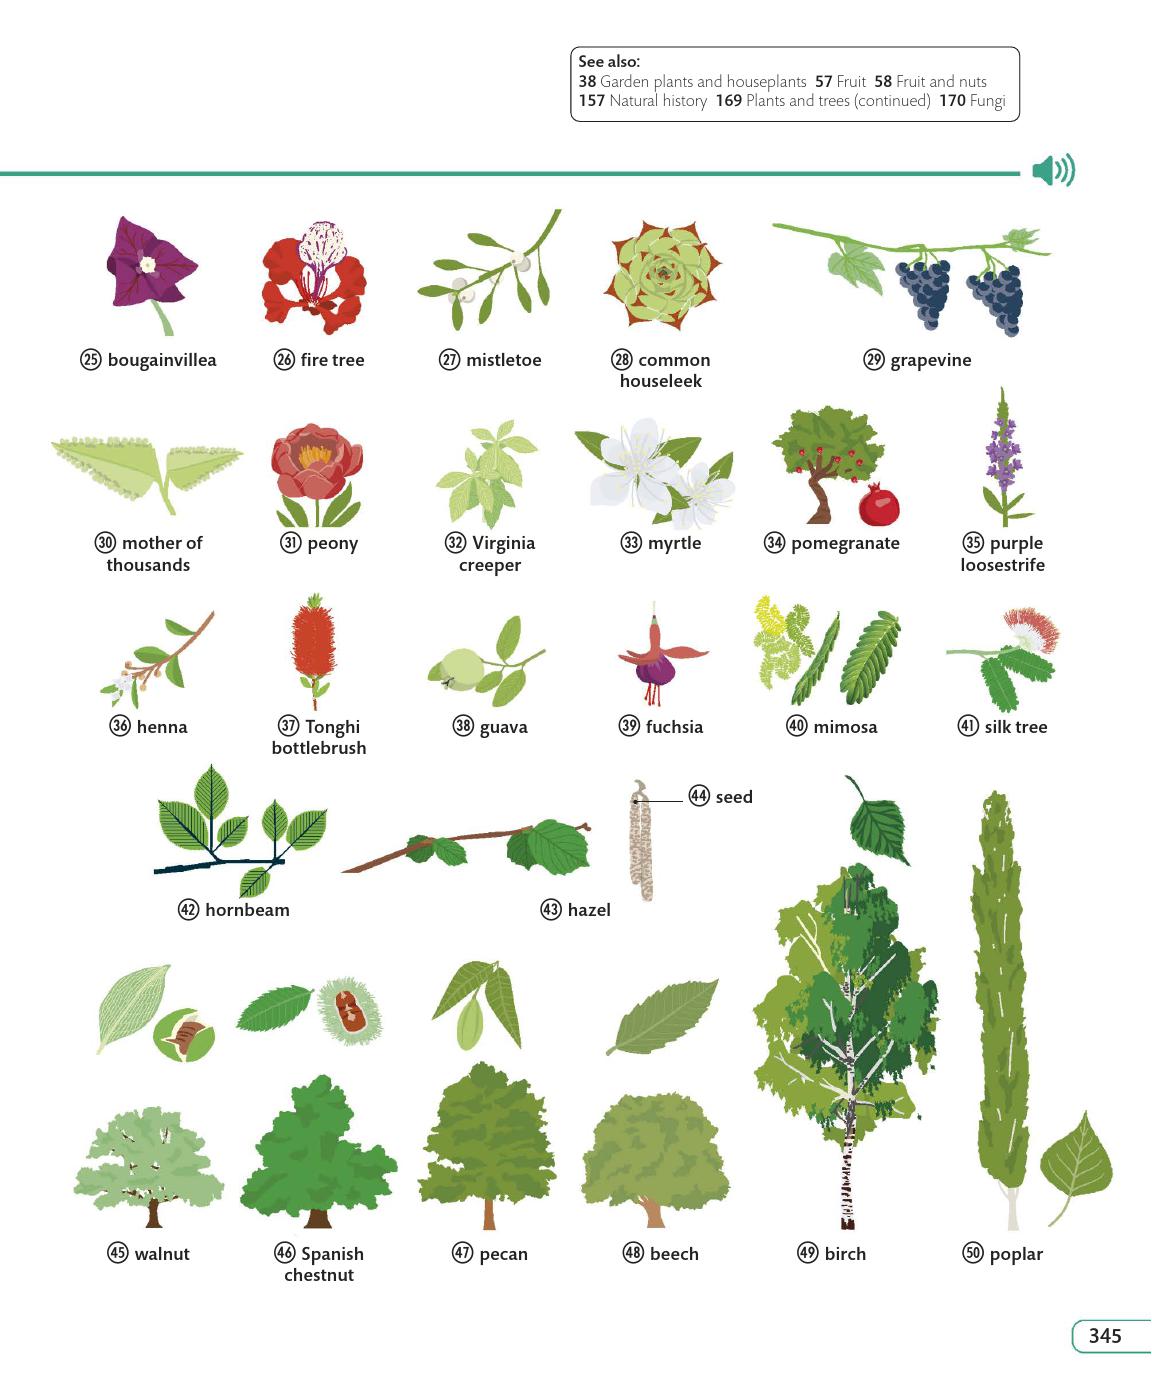 See also:
38 Garden plants and houseplants 57 Fruit 58 Fruit and nuts
157 Natural history 169 Plants and trees (continued) 170 Fungi
25 bougainvillea
26 fire tree
27 mistletoe
28 common
houseleek
29 grapevine
30 mother of
thousands
31 peony
32 Virginia
creeper
33 myrtle
34 pomegranate
35 purple
loosestrife
36 henna
37 Tonghi
bottlebrush
38 guava
39 fuchsia
40 mimosa
41 silk tree
42 hornbeam
43 hazel
44 seed
45 walnut
46 Spanish
chestnut
47 pecan
48 beech
49 birch
50 poplar
345